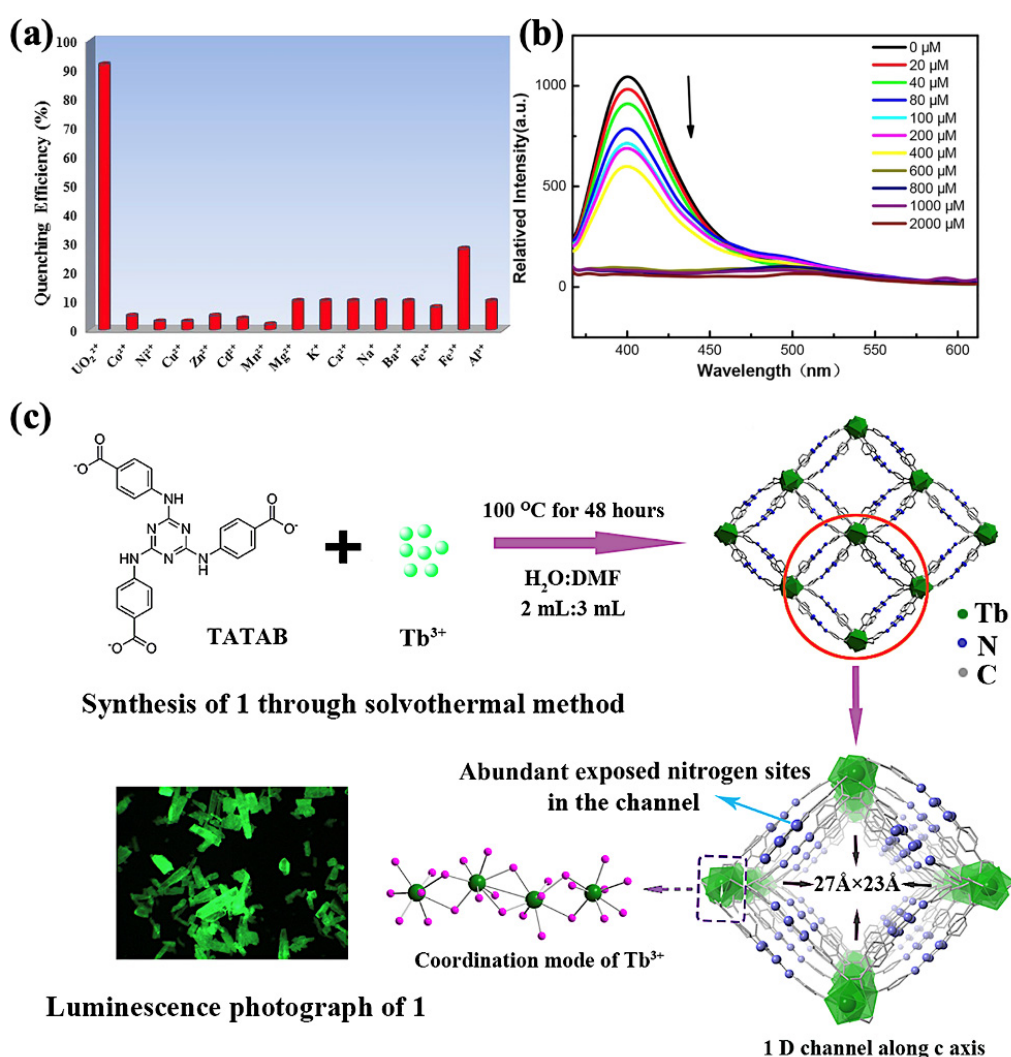 (a)
100
90
80
70
60
50
40
30
20
10
0
Quenching Efficiency (%)
UO₂²⁺ Co²⁺ Ni²⁺ Cu²⁺ Zn²⁺ Cd²⁺ Mn²⁺ Mg²⁺ K⁺ Ca²⁺ Na⁺ Ba²⁺ Fe²⁺ Fe³⁺ Al³⁺
(b)
1000
500
0
Relatived Intensity(a.u.)
400 450 500 550 600
Wavelength（nm）
0 µM
20 µM
40 µM
80 µM
100 µM
200 µM
400 µM
600 µM
800 µM
1000 µM
2000 µM
(c)
O
O⁻
NH
N N
N
N H
N H
O
O⁻
⁻O
O
TATAB
+
Tb³⁺
100 °C for 48 hours
H₂O:DMF
2 mL:3 mL
Tb
N
C
Synthesis of 1 through solvothermal method
Abundant exposed nitrogen sites
in the channel
27Å×23Å
Coordination mode of Tb³⁺
Luminescence photograph of 1
1 D channel along c axis